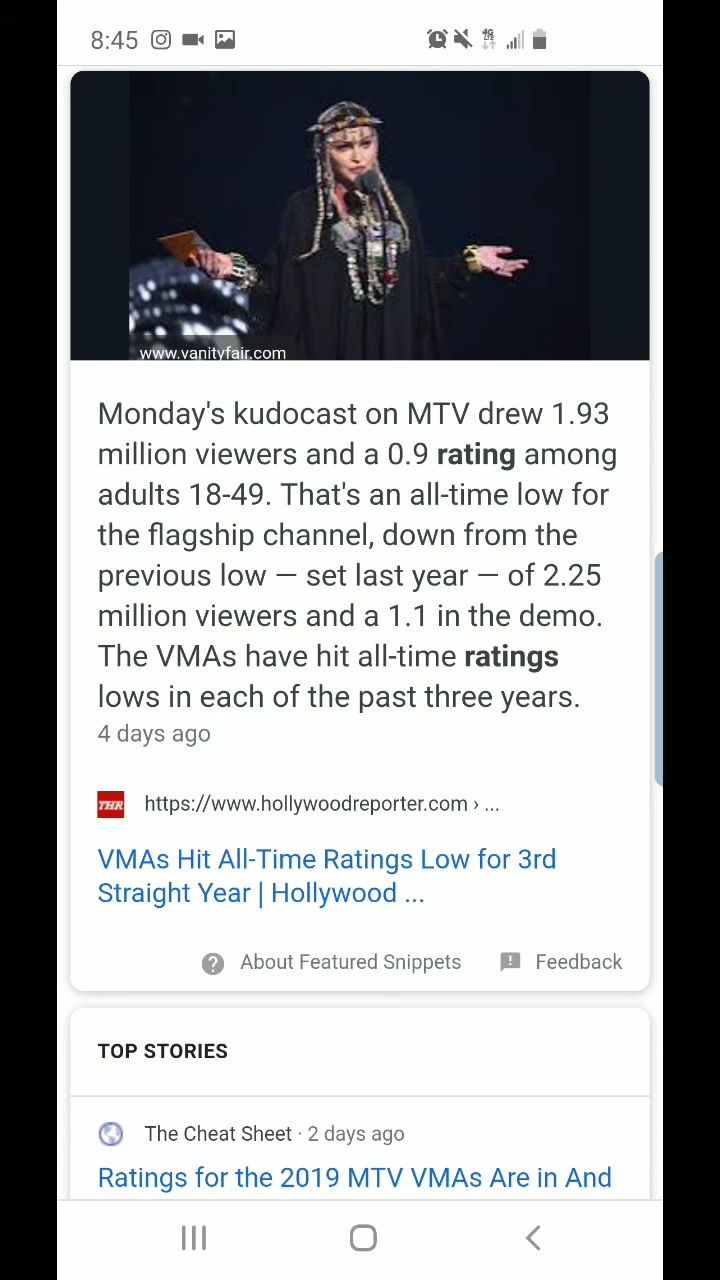 8:45
4G
LTE
www.vanityfair.com
Monday's kudocast on MTV drew 1.93
million viewers and a 0.9 rating among
adults 18-49. That's an all-time low for
the flagship channel, down from the
previous low — set last year — of 2.25
million viewers and a 1.1 in the demo.
The VMAs have hit all-time ratings
lows in each of the past three years.
4 days ago
THR https://www.hollywoodreporter.com › ...
VMAs Hit All-Time Ratings Low for 3rd
Straight Year | Hollywood ...
? About Featured Snippets ! Feedback
TOP STORIES
The Cheat Sheet · 2 days ago
Ratings for the 2019 MTV VMAs Are in And